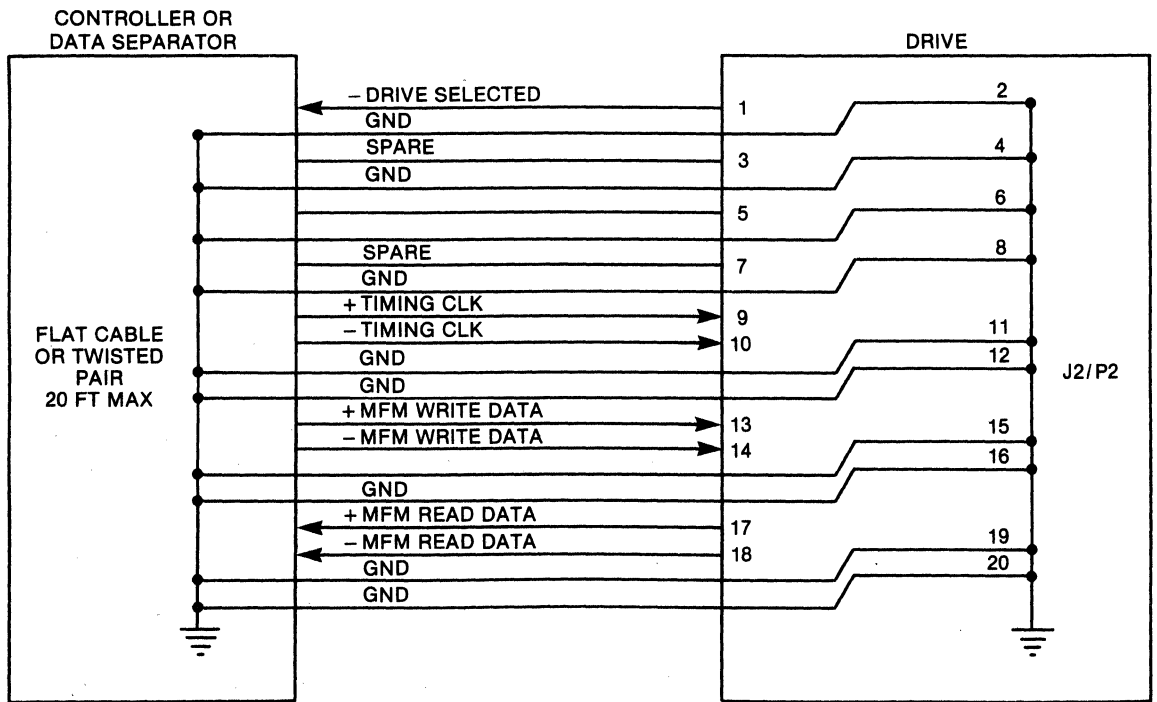 CONTROLLER OR
DATA SEPARATOR
DRIVE
− DRIVE SELECTED
1
2
GND
SPARE
3
4
GND
5
6
SPARE
7
8
GND
+ TIMING CLK
9
− TIMING CLK
10
11
GND
12
GND
FLAT CABLE
OR TWISTED
PAIR
20 FT MAX
J2/P2
+ MFM WRITE DATA
13
− MFM WRITE DATA
14
15
16
GND
+ MFM READ DATA
17
− MFM READ DATA
18
19
GND
20
GND